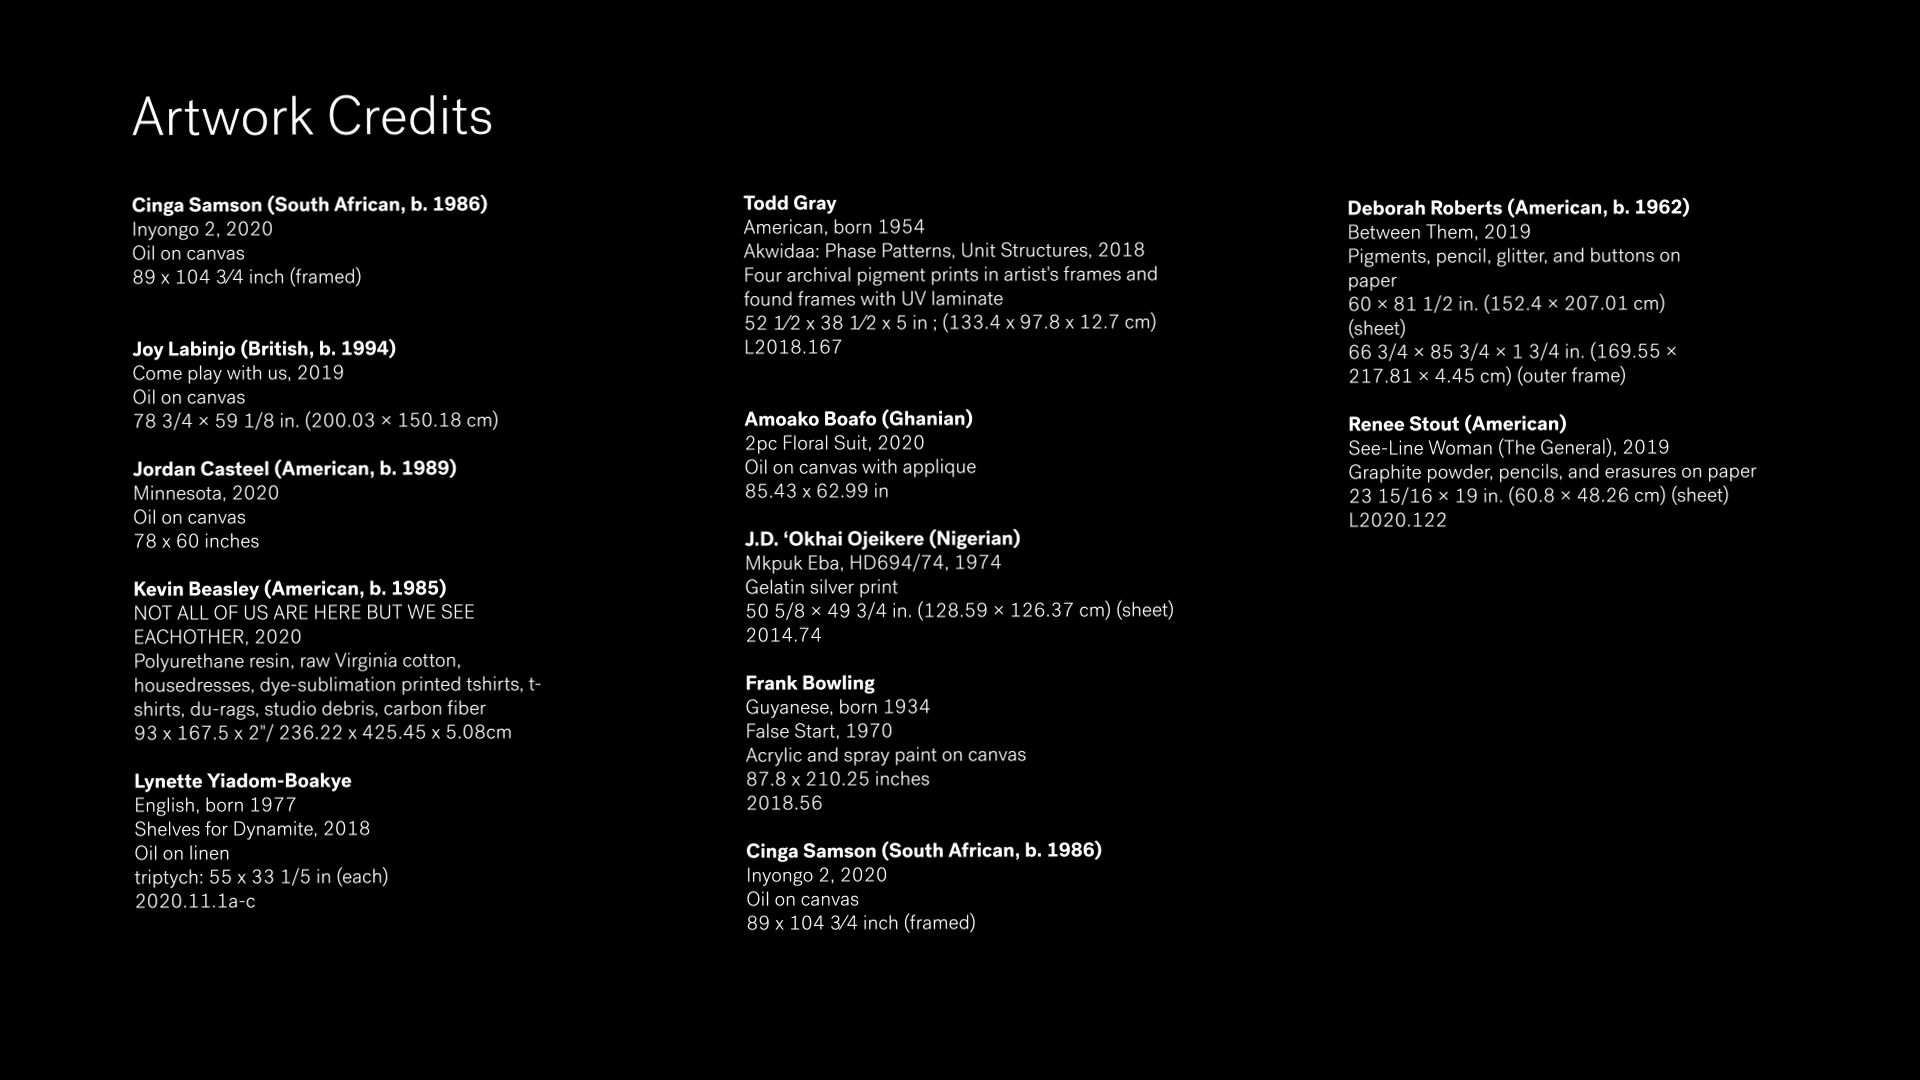 Artwork Credits
Cinga Samson (South African, b. 1986)
Inyongo 2, 2020
Oil on canvas
89 x 104 3⁄4 inch (framed)
Joy Labinjo (British, b. 1994)
Come play with us, 2019
Oil on canvas
78 3/4 × 59 1/8 in. (200.03 × 150.18 cm)
Jordan Casteel (American, b. 1989)
Minnesota, 2020
Oil on canvas
78 x 60 inches
Kevin Beasley (American, b. 1985)
NOT ALL OF US ARE HERE BUT WE SEE
EACHOTHER, 2020
Polyurethane resin, raw Virginia cotton,
housedresses, dye-sublimation printed tshirts, t-
shirts, du-rags, studio debris, carbon fiber
93 x 167.5 x 2"/ 236.22 x 425.45 x 5.08cm
Lynette Yiadom-Boakye
English, born 1977
Shelves for Dynamite, 2018
Oil on linen
triptych: 55 x 33 1/5 in (each)
2020.11.1a-c
Todd Gray
American, born 1954
Akwidaa: Phase Patterns, Unit Structures, 2018
Four archival pigment prints in artist's frames and
found frames with UV laminate
52 1⁄2 x 38 1⁄2 x 5 in ; (133.4 x 97.8 x 12.7 cm)
L2018.167
Amoako Boafo (Ghanian)
2pc Floral Suit, 2020
Oil on canvas with applique
85.43 x 62.99 in
J.D. ‘Okhai Ojeikere (Nigerian)
Mkpuk Eba, HD694/74, 1974
Gelatin silver print
50 5/8 × 49 3/4 in. (128.59 × 126.37 cm) (sheet)
2014.74
Frank Bowling
Guyanese, born 1934
False Start, 1970
Acrylic and spray paint on canvas
87.8 x 210.25 inches
2018.56
Cinga Samson (South African, b. 1986)
Inyongo 2, 2020
Oil on canvas
89 x 104 3⁄4 inch (framed)
Deborah Roberts (American, b. 1962)
Between Them, 2019
Pigments, pencil, glitter, and buttons on
paper
60 × 81 1/2 in. (152.4 × 207.01 cm)
(sheet)
66 3/4 × 85 3/4 × 1 3/4 in. (169.55 ×
217.81 × 4.45 cm) (outer frame)
Renee Stout (American)
See-Line Woman (The General), 2019
Graphite powder, pencils, and erasures on paper
23 15/16 × 19 in. (60.8 × 48.26 cm) (sheet)
L2020.122